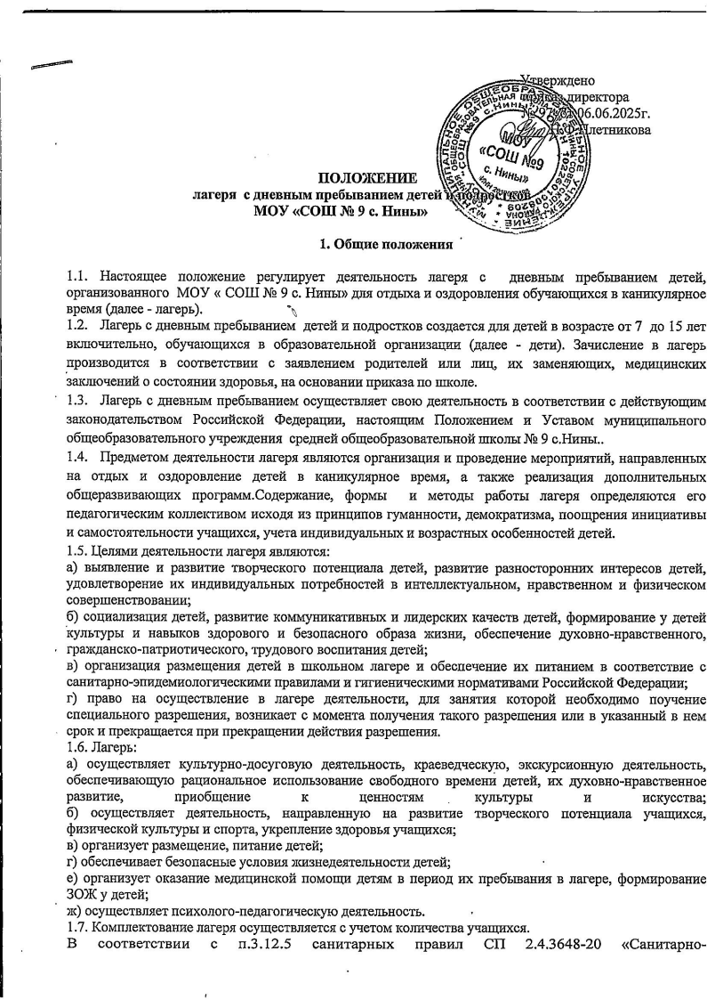 Утверждено
приказ директора
06.06.2025г.
Плетникова
МОУ
«СОШ №9
с. Нины»
ПОЛОЖЕНИЕ
лагеря с дневным пребыванием детей и подростков
МОУ «СОШ № 9 с. Нины»
1. Общие положения
1.1. Настоящее положение регулирует деятельность лагеря с дневным пребыванием детей,
организованного МОУ « СОШ № 9 с. Нины» для отдыха и оздоровления обучающихся в каникулярное
время (далее - лагерь).
1.2. Лагерь с дневным пребыванием детей и подростков создается для детей в возрасте от 7 до 15 лет
включительно, обучающихся в образовательной организации (далее - дети). Зачисление в лагерь
производится в соответствии с заявлением родителей или лиц, их заменяющих, медицинских
заключений о состоянии здоровья, на основании приказа по школе.
1.3. Лагерь с дневным пребыванием осуществляет свою деятельность в соответствии с действующим
законодательством Российской Федерации, настоящим Положением и Уставом муниципального
общеобразовательного учреждения средней общеобразовательной школы № 9 с.Нины..
1.4. Предметом деятельности лагеря являются организация и проведение мероприятий, направленных
на отдых и оздоровление детей в каникулярное время, а также реализация дополнительных
общеразвивающих программ.Содержание, формы и методы работы лагеря определяются его
педагогическим коллективом исходя из принципов гуманности, демократизма, поощрения инициативы
и самостоятельности учащихся, учета индивидуальных и возрастных особенностей детей.
1.5. Целями деятельности лагеря являются:
а) выявление и развитие творческого потенциала детей, развитие разносторонних интересов детей,
удовлетворение их индивидуальных потребностей в интеллектуальном, нравственном и физическом
совершенствовании;
б) социализация детей, развитие коммуникативных и лидерских качеств детей, формирование у детей
культуры и навыков здорового и безопасного образа жизни, обеспечение духовно-нравственного,
гражданско-патриотического, трудового воспитания детей;
в) организация размещения детей в школьном лагере и обеспечение их питанием в соответствие с
санитарно-эпидемиологическими правилами и гигиеническими нормативами Российской Федерации;
г) право на осуществление в лагере деятельности, для занятия которой необходимо поучение
специального разрешения, возникает с момента получения такого разрешения или в указанный в нем
срок и прекращается при прекращении действия разрешения.
1.6. Лагерь:
а) осуществляет культурно-досуговую деятельность, краеведческую, экскурсионную деятельность,
обеспечивающую рациональное использование свободного времени детей, их духовно-нравственное
развитие, приобщение к ценностям культуры и искусства;
б) осуществляет деятельность, направленную на развитие творческого потенциала учащихся,
физической культуры и спорта, укрепление здоровья учащихся;
в) организует размещение, питание детей;
г) обеспечивает безопасные условия жизнедеятельности детей;
е) организует оказание медицинской помощи детям в период их пребывания в лагере, формирование
ЗОЖ у детей;
ж) осуществляет психолого-педагогическую деятельность.
1.7. Комплектование лагеря осуществляется с учетом количества учащихся.
В соответствии с п.3.12.5 санитарных правил СП 2.4.3648-20 «Санитарно-